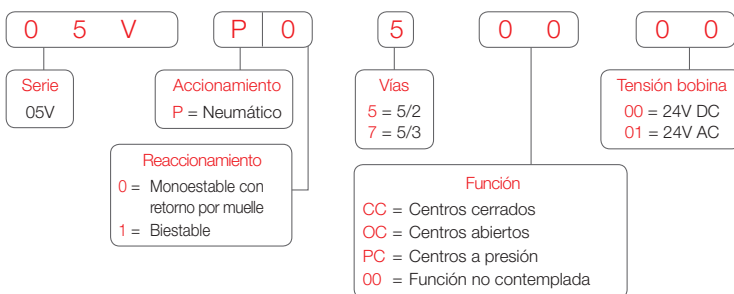 0 5 V P 0 5 0 0 0 0
Serie
05V
Accionamiento
P = Neumático
Vías
5 = 5/2
7 = 5/3
Tensión bobina
00 = 24V DC
01 = 24V AC
Reaccionamiento
0 = Monoestable con
retorno por muelle
1 = Biestable
Función
CC = Centros cerrados
OC = Centros abiertos
PC = Centros a presión
00 = Función no contemplada